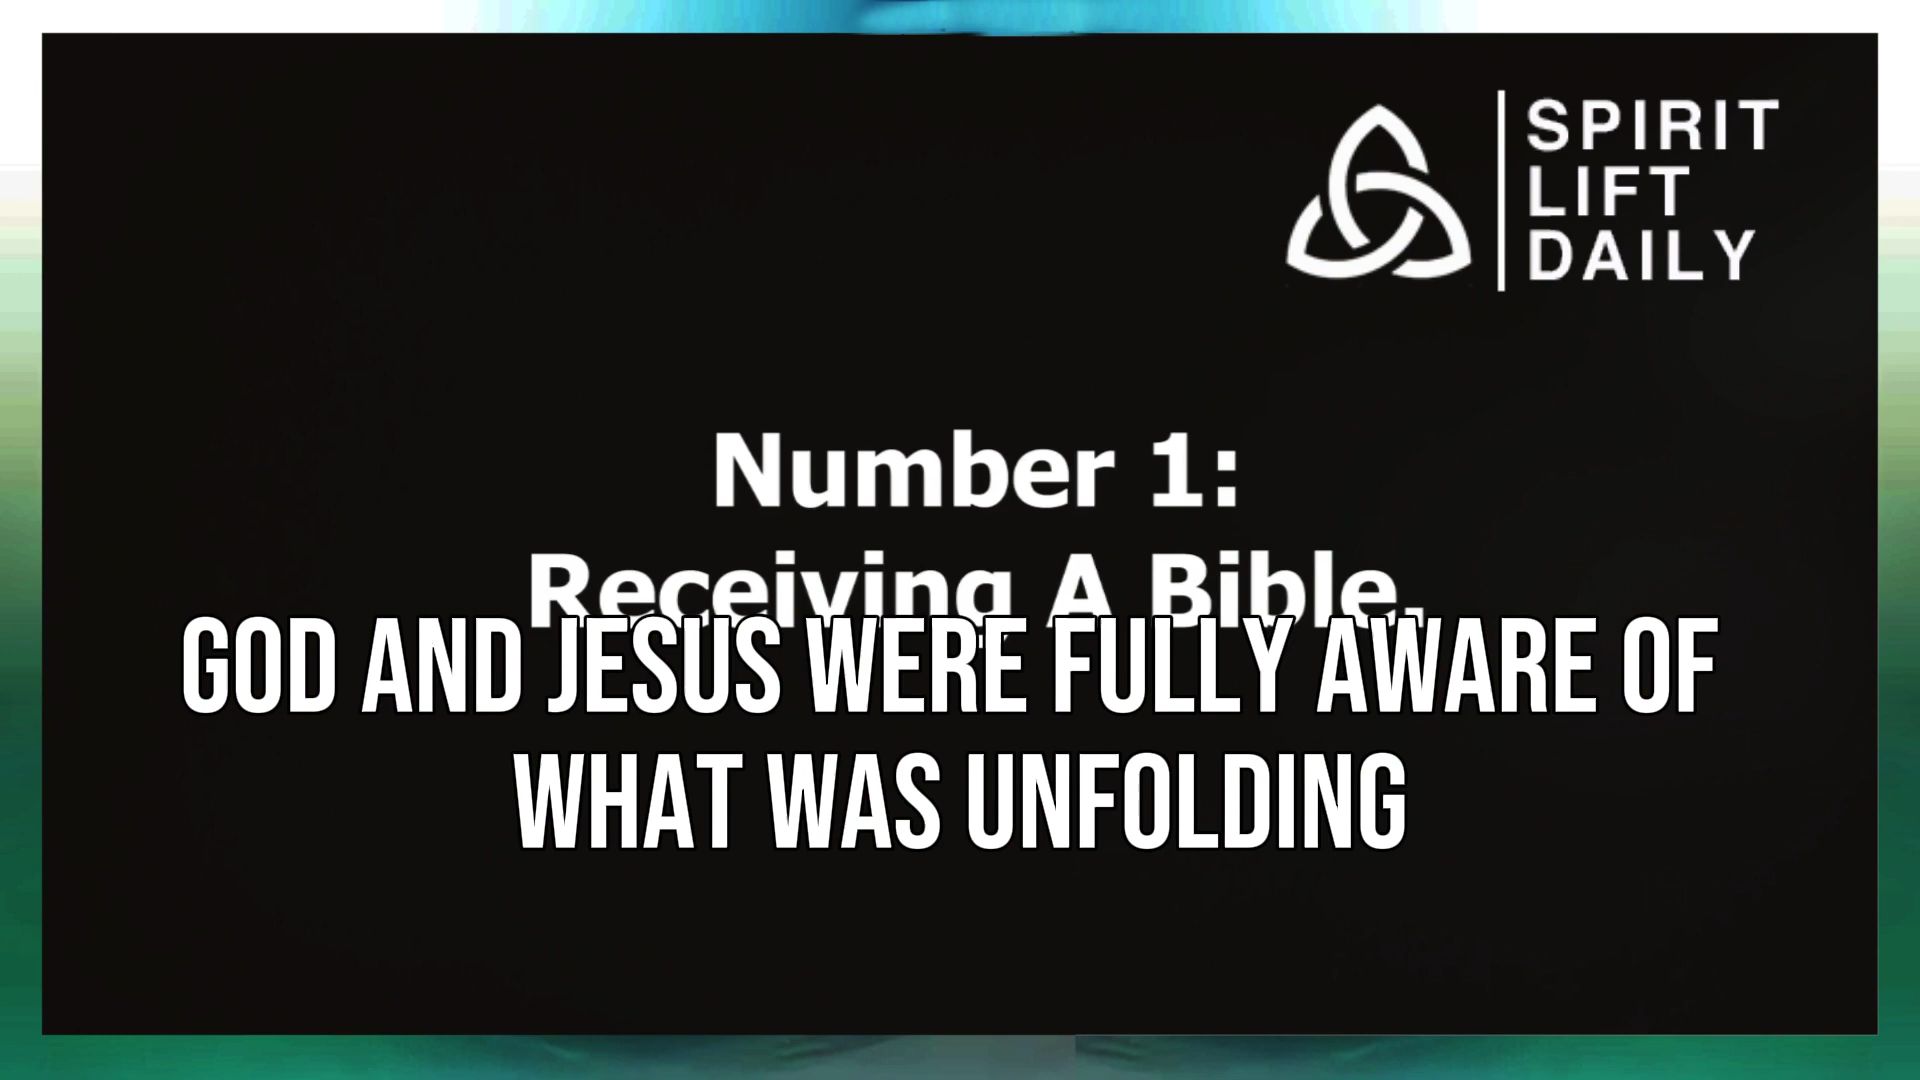 SPIRIT
LIFT
DAILY
Number 1:
Receiving A Bible.
GOD AND JESUS WERE FULLY AWARE OF
WHAT WAS UNFOLDING